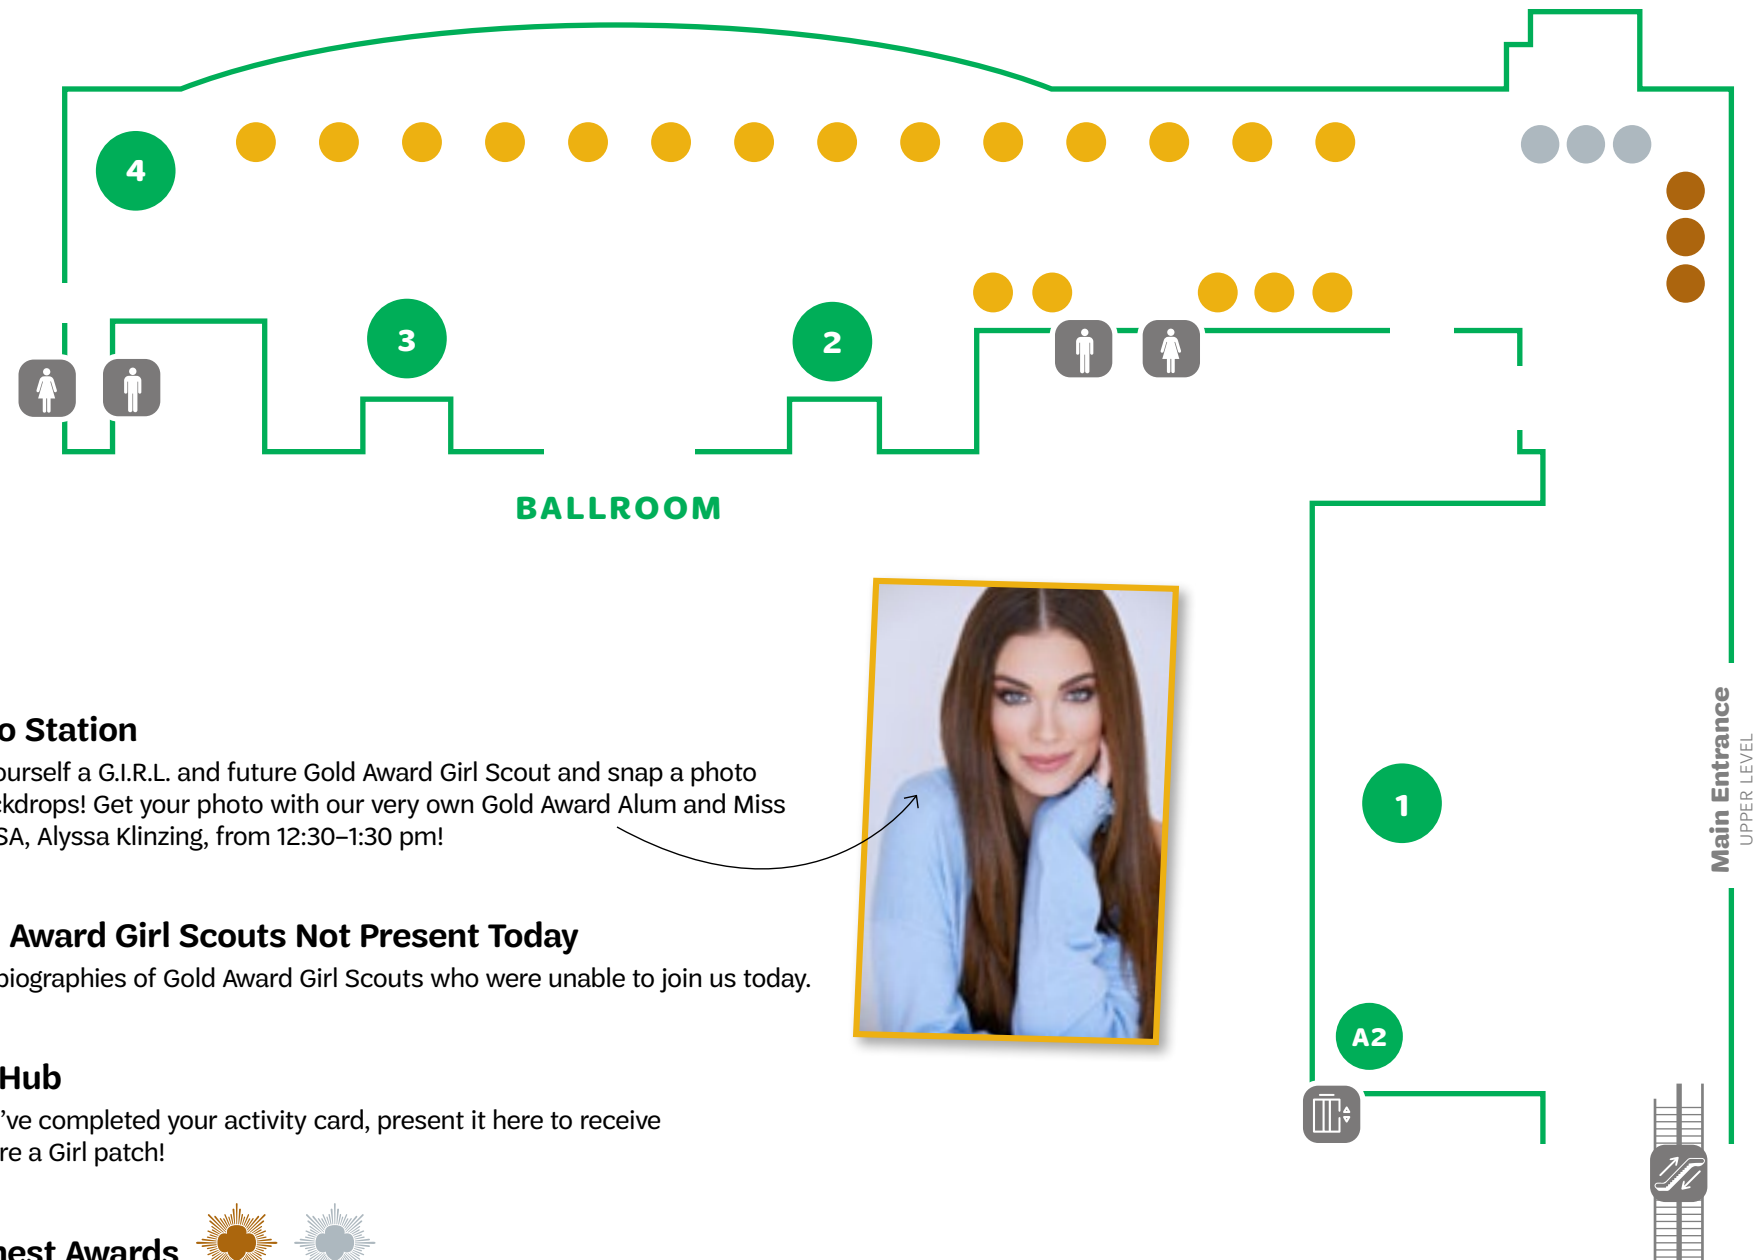 4
3
2
BALLROOM
1
A2
Main Entrance
UPPER LEVEL
o Station
ourself a G.I.R.L. and future Gold Award Girl Scout and snap a photo
ckdrops! Get your photo with our very own Gold Award Alum and Miss
SA, Alyssa Klinzing, from 12:30–1:30 pm!
Award Girl Scouts Not Present Today
biographies of Gold Award Girl Scouts who were unable to join us today.
Hub
've completed your activity card, present it here to receive
re a Girl patch!
nest Awards